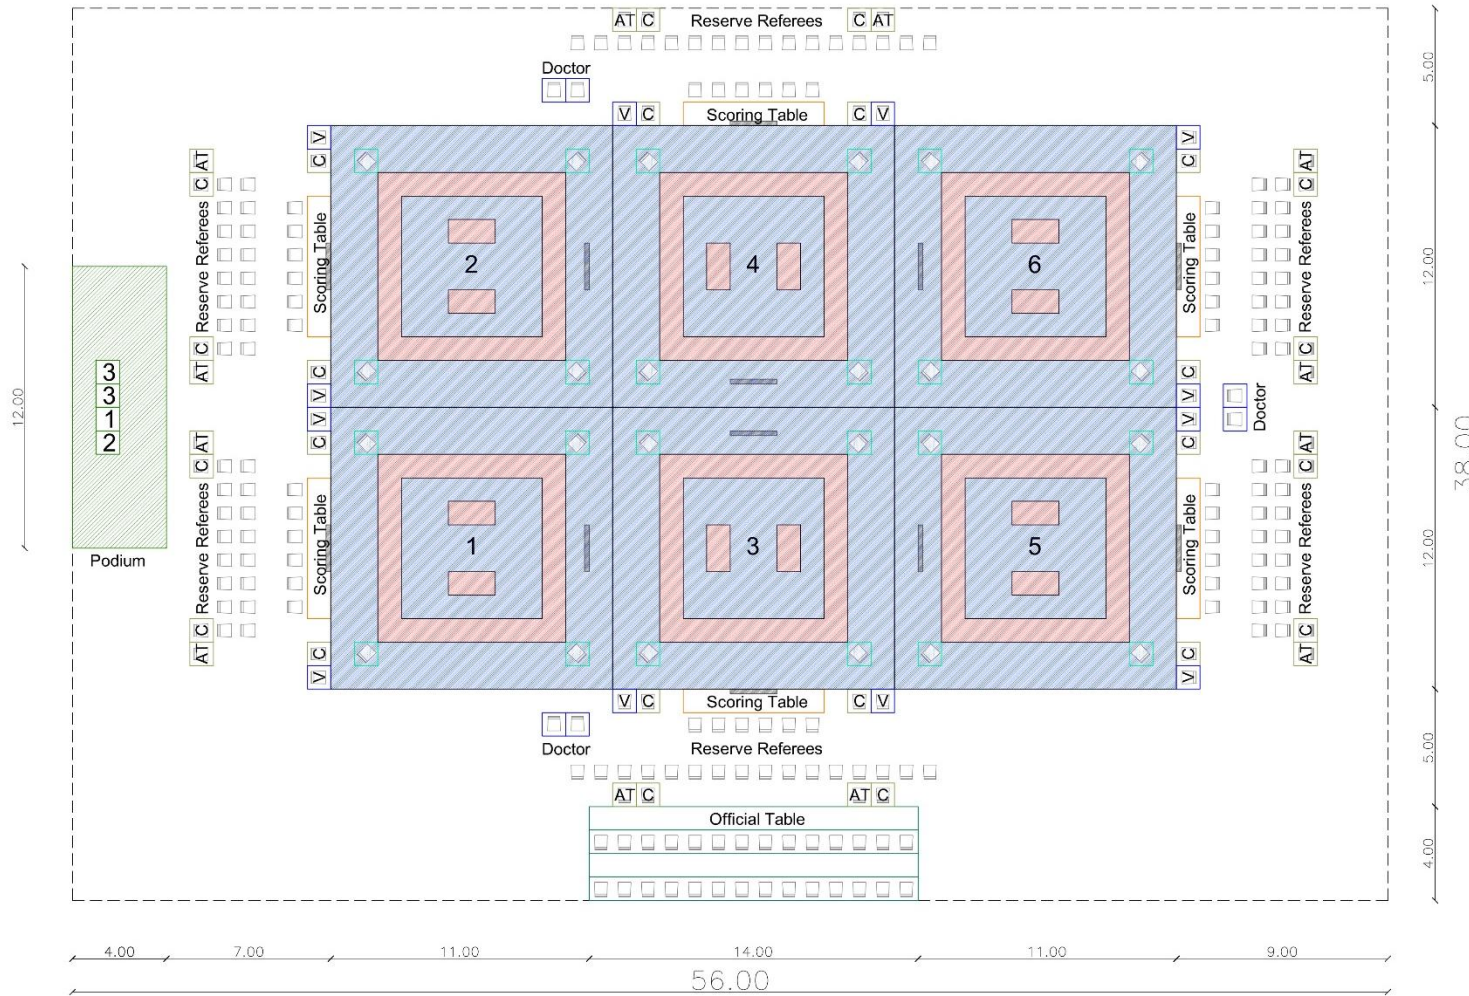 AT C Reserve Referees C AT
Doctor
V C Scoring Table C V
5.00
V
C
AT
C
Reserve Referees
C
AT
Scoring Table
2
4
6
C
V
V
C
Scoring Table
V
C
C
V
V
C
AT
C
Reserve Referees
C
AT
Doctor
12.00
12.00
3
3
1
2
Podium
38.00
AT
C
Reserve Referees
C
AT
Scoring Table
C
V
1
3
5
Scoring Table
C
V
AT
C
Reserve Referees
C
AT
12.00
V C Scoring Table C V
Doctor
Reserve Referees
5.00
AT C AT C
Official Table
4.00
4.00 7.00 11.00 14.00 11.00 9.00
56.00